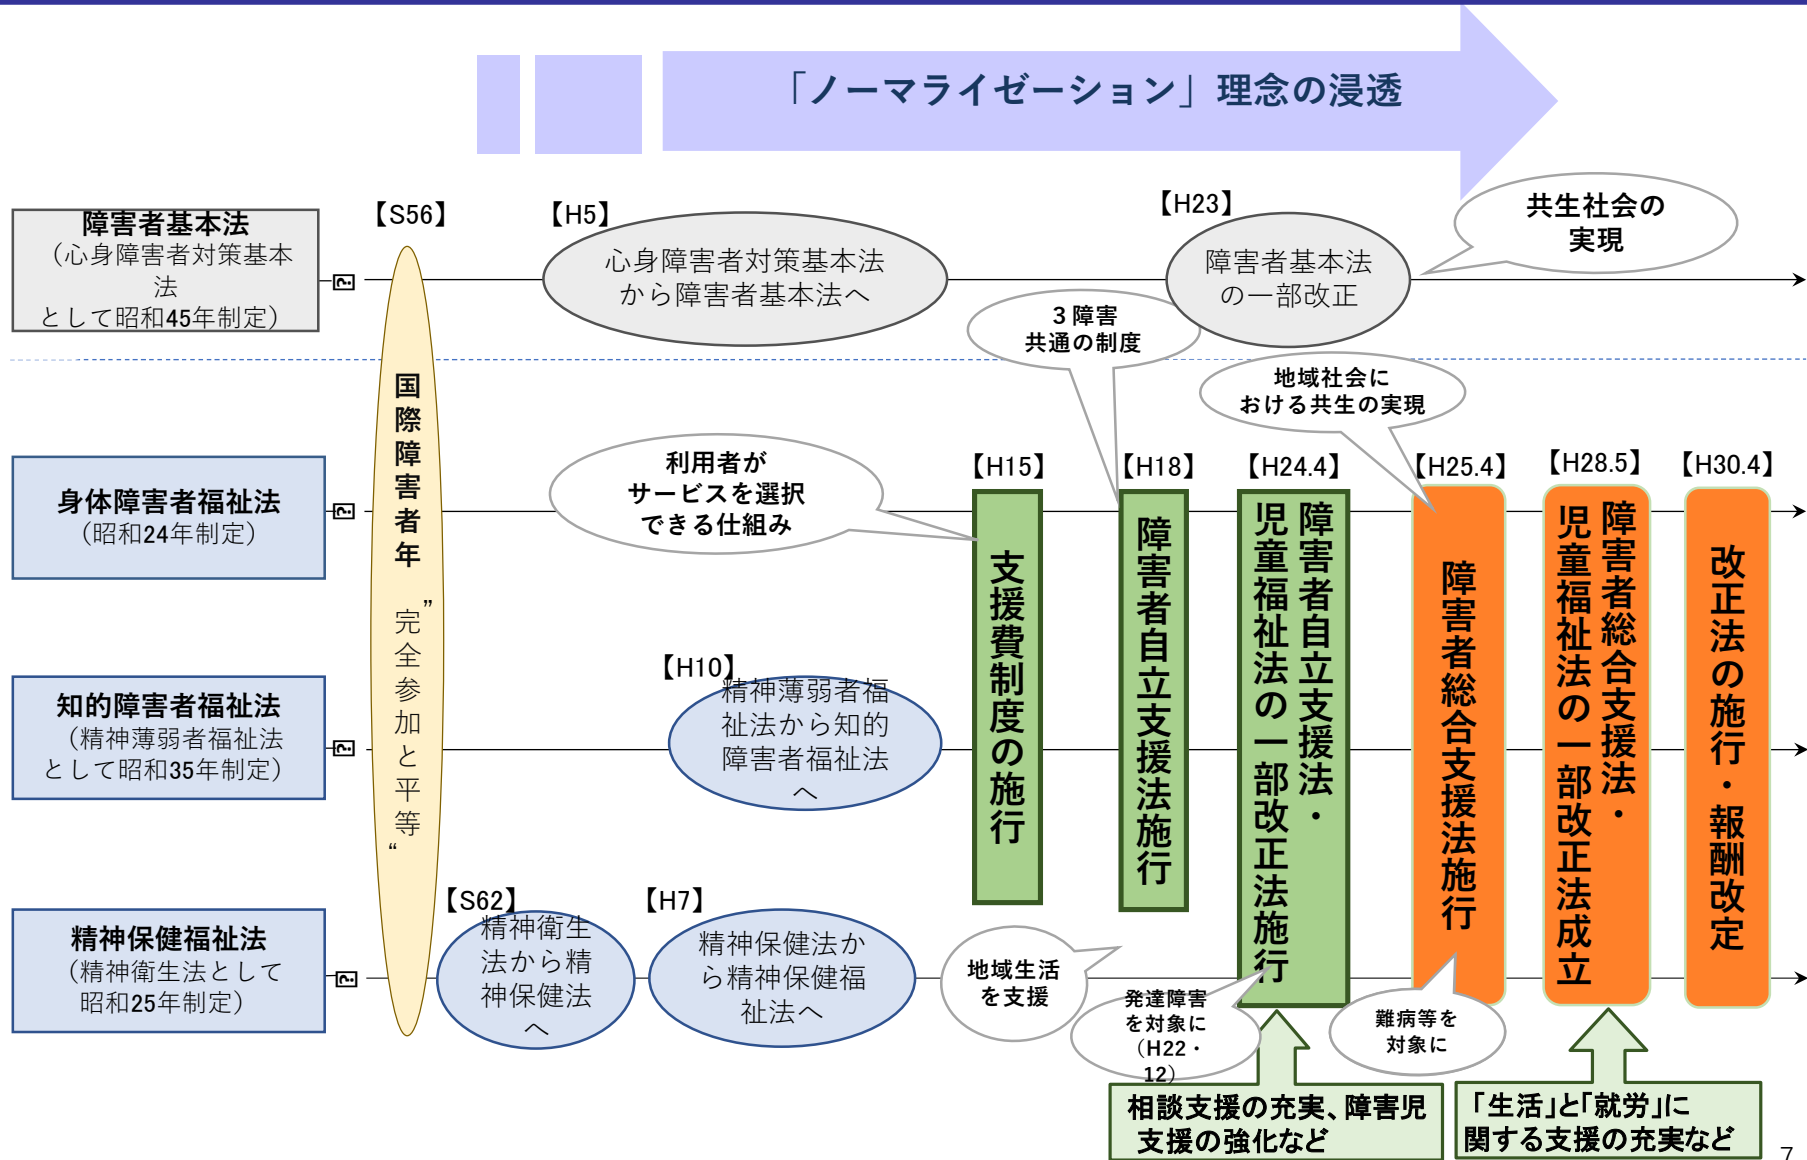 「ノーマライゼーション」理念の浸透
障害者基本法
（心身障害者対策基本
法
として昭和45年制定）
【S56】
【H5】
心身障害者対策基本法
から障害者基本法へ
【H23】
障害者基本法
の一部改正
共生社会の
実現
３障害
共通の制度
地域社会に
おける共生の実現
国際障害者年
”完全参加と平等“
身体障害者福祉法
（昭和24年制定）
利用者が
サービスを選択
できる仕組み
【H15】
支援費制度の施行
【H18】
障害者自立支援法施行
【H24.4】
障害者自立支援法・
児童福祉法の一部改正法施行
【H25.4】
障害者総合支援法施行
【H28.5】
障害者総合支援法・
児童福祉法の一部改正法成立
【H30.4】
改正法の施行・報酬改定
知的障害者福祉法
（精神薄弱者福祉法
として昭和35年制定）
【H10】
精神薄弱者福
祉法から知的
障害者福祉法
へ
精神保健福祉法
（精神衛生法として
昭和25年制定）
【S62】
精神衛生
法から精
神保健法
へ
【H7】
精神保健法か
ら精神保健福
祉法へ
地域生活
を支援
発達障害
を対象に
（H22・
12）
難病等を
対象に
相談支援の充実、障害児
支援の強化など
「生活」と「就労」に
関する支援の充実など
7